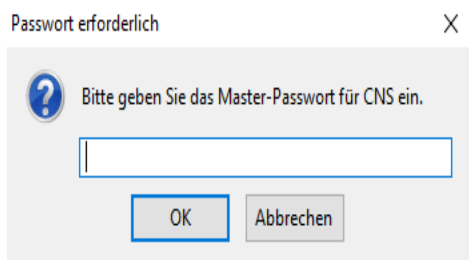 Passwort erforderlich
Bitte geben Sie das Master-Passwort für CNS ein.
OK
Abbrechen